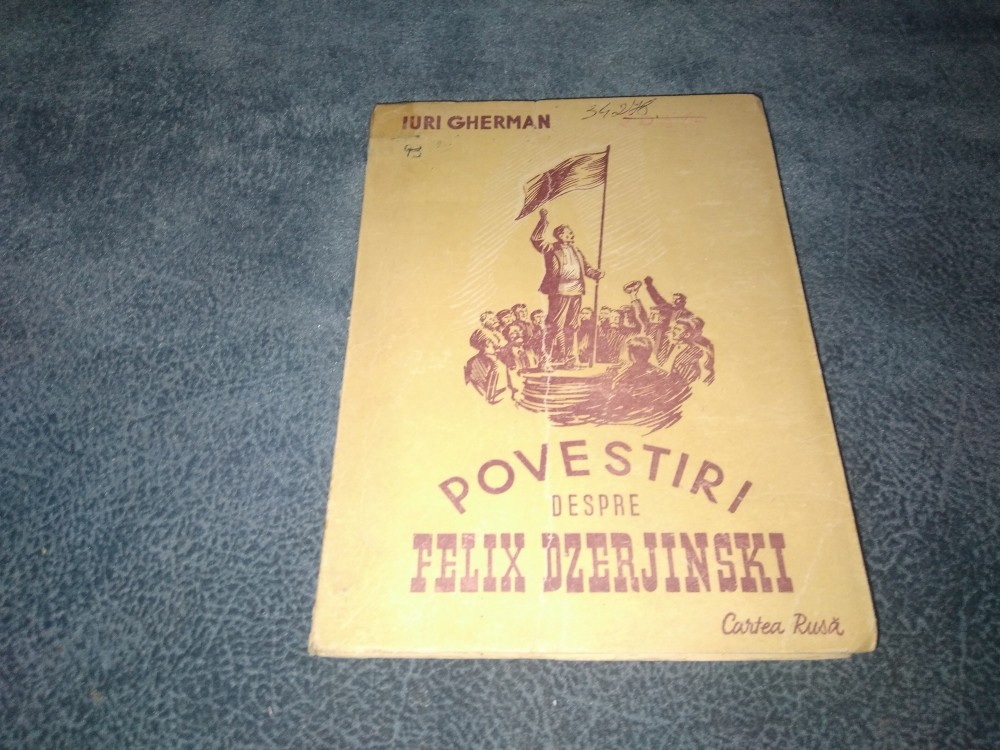 IURI GHERMAN
POVESTIRI
DESPRE
FELIX DZERJINSKI
Cartea Rusă